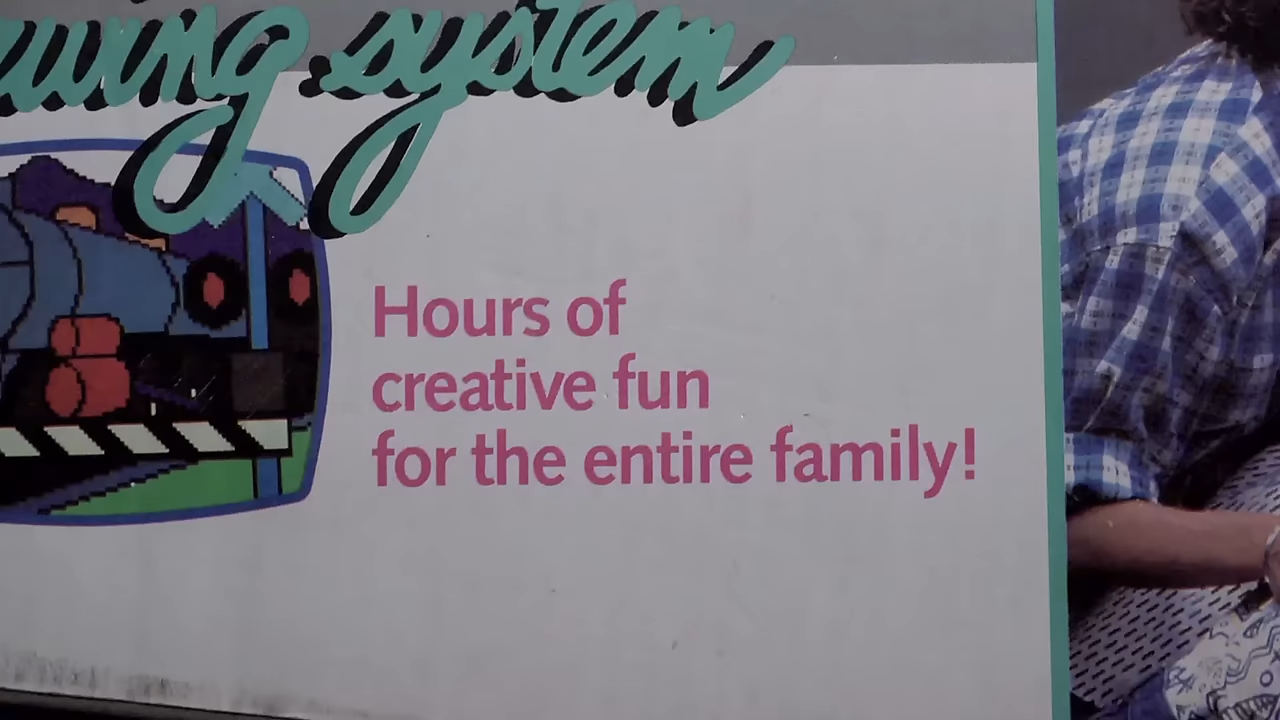 system
Hours of
creative fun
for the entire family!